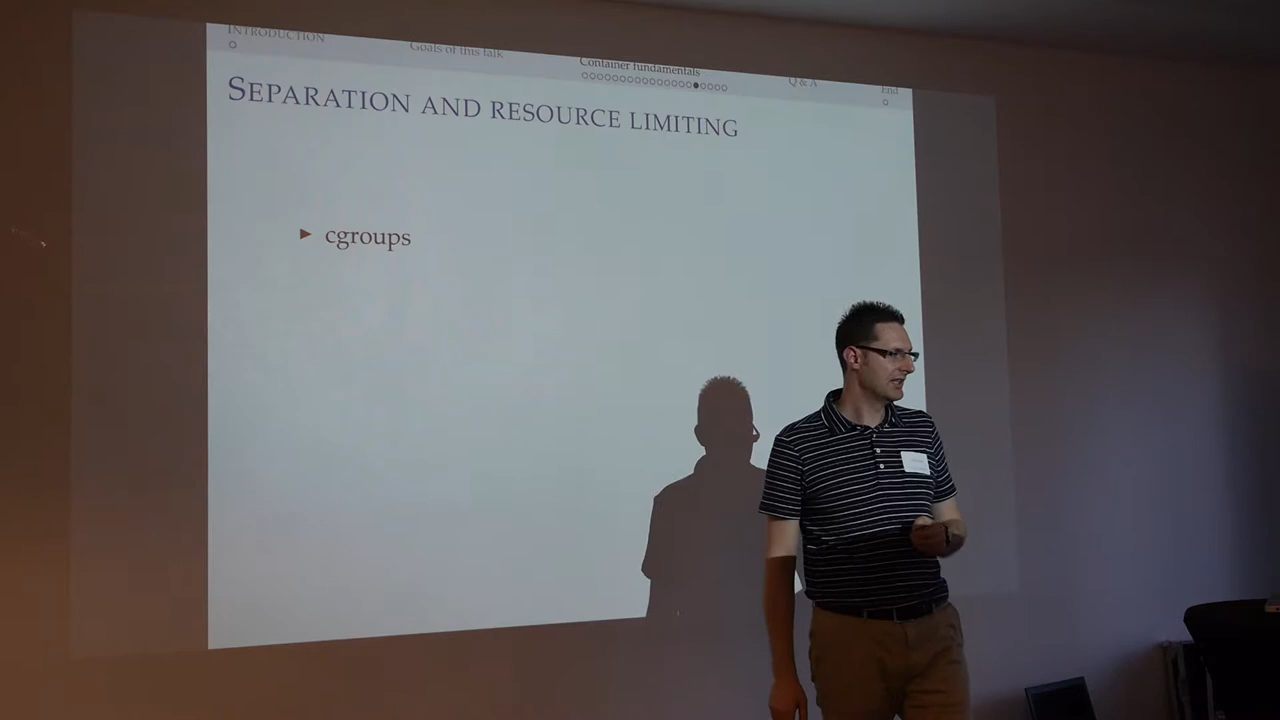 INTRODUCTION
Goals of this talk
Container fundamentals
Q & A
End
SEPARATION AND RESOURCE LIMITING
cgroups